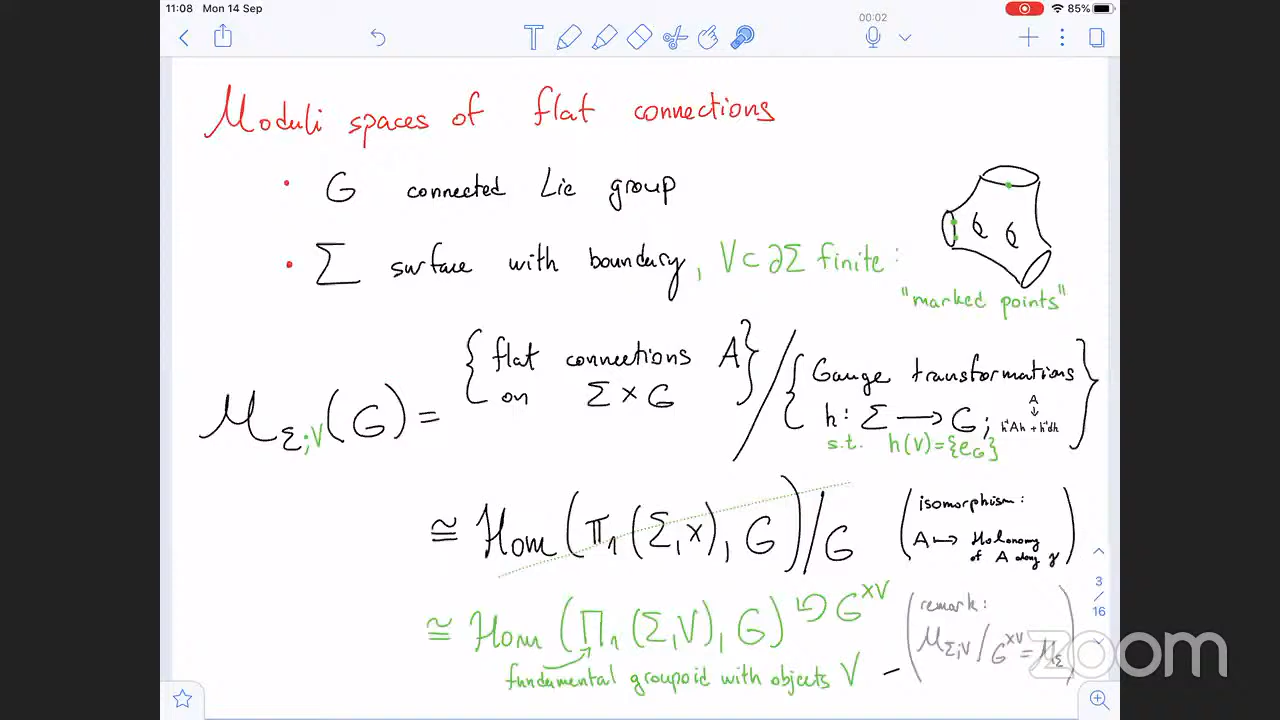 11:08 Mon 14 Sep
85%
00:02
Moduli spaces of flat connections
• G connected Lie group
• Σ surface with boundary, V ⊂ ∂Σ finite :
"marked points"
M_{Σ;V}(G) = { flat connections A on Σ × G } / { Gauge transformations
h: Σ ⟶ G; A ↦ h⁻¹Ah + h⁻¹dh }
s.t. h(V) = {e_G}
≅ Hom (π₁(Σ,x), G) / G (isomorphism:
A ⟼ Holonomy
of A along γ)
≅ Hom (Π₁(Σ,V), G) ↺ G^{×V} (remark:
M_{Σ;V} / G^{×V} = M_Σ)
fundamental groupoid with objects V
3
/
16
zoom